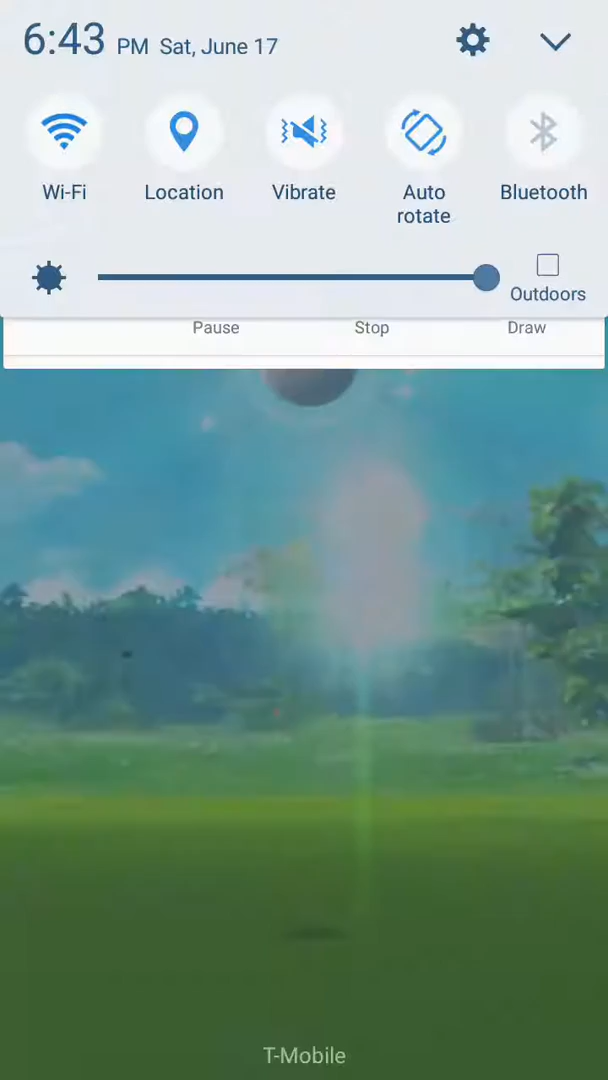 6:43 PM Sat, June 17
Wi-Fi
Location
Vibrate
Auto
rotate
Bluetooth
Outdoors
Pause
Stop
Draw
T-Mobile